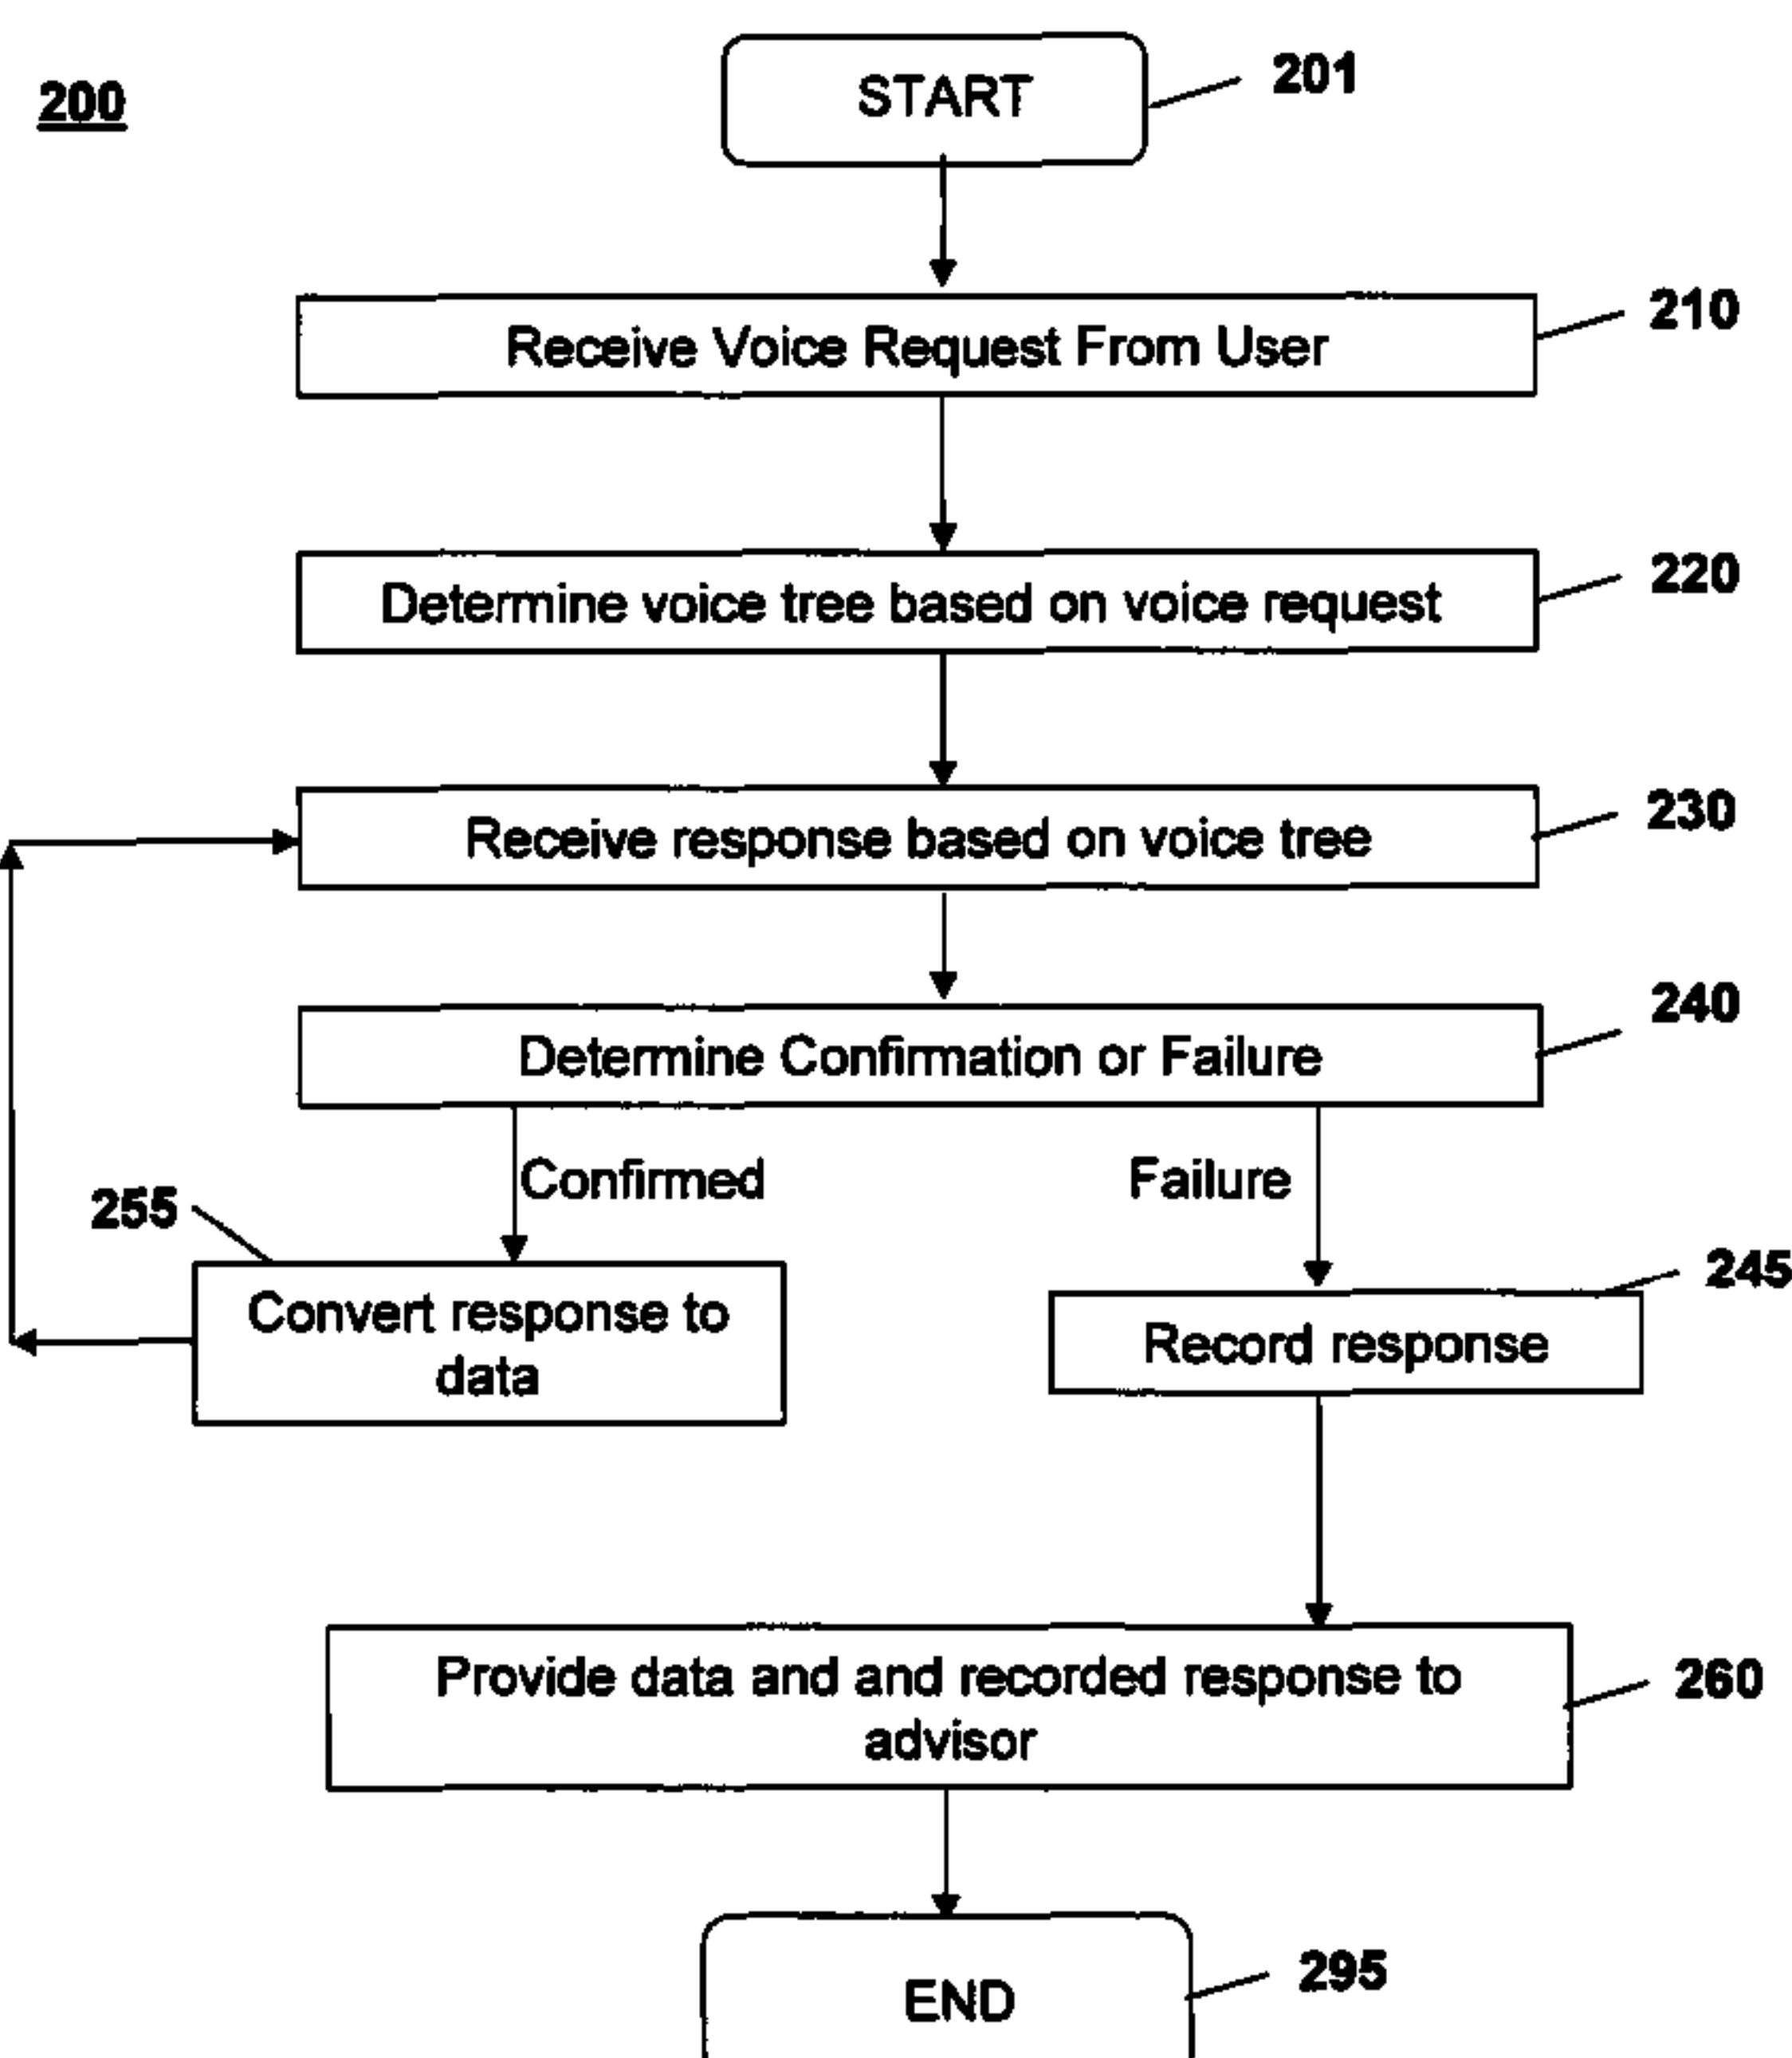 200
START
201
Receive Voice Request From User
210
Determine voice tree based on voice request
220
Receive response based on voice tree
230
Determine Confirmation or Failure
240
Confirmed
Failure
255
Convert response to
data
245
Record response
Provide data and and recorded response to
advisor
260
END
295